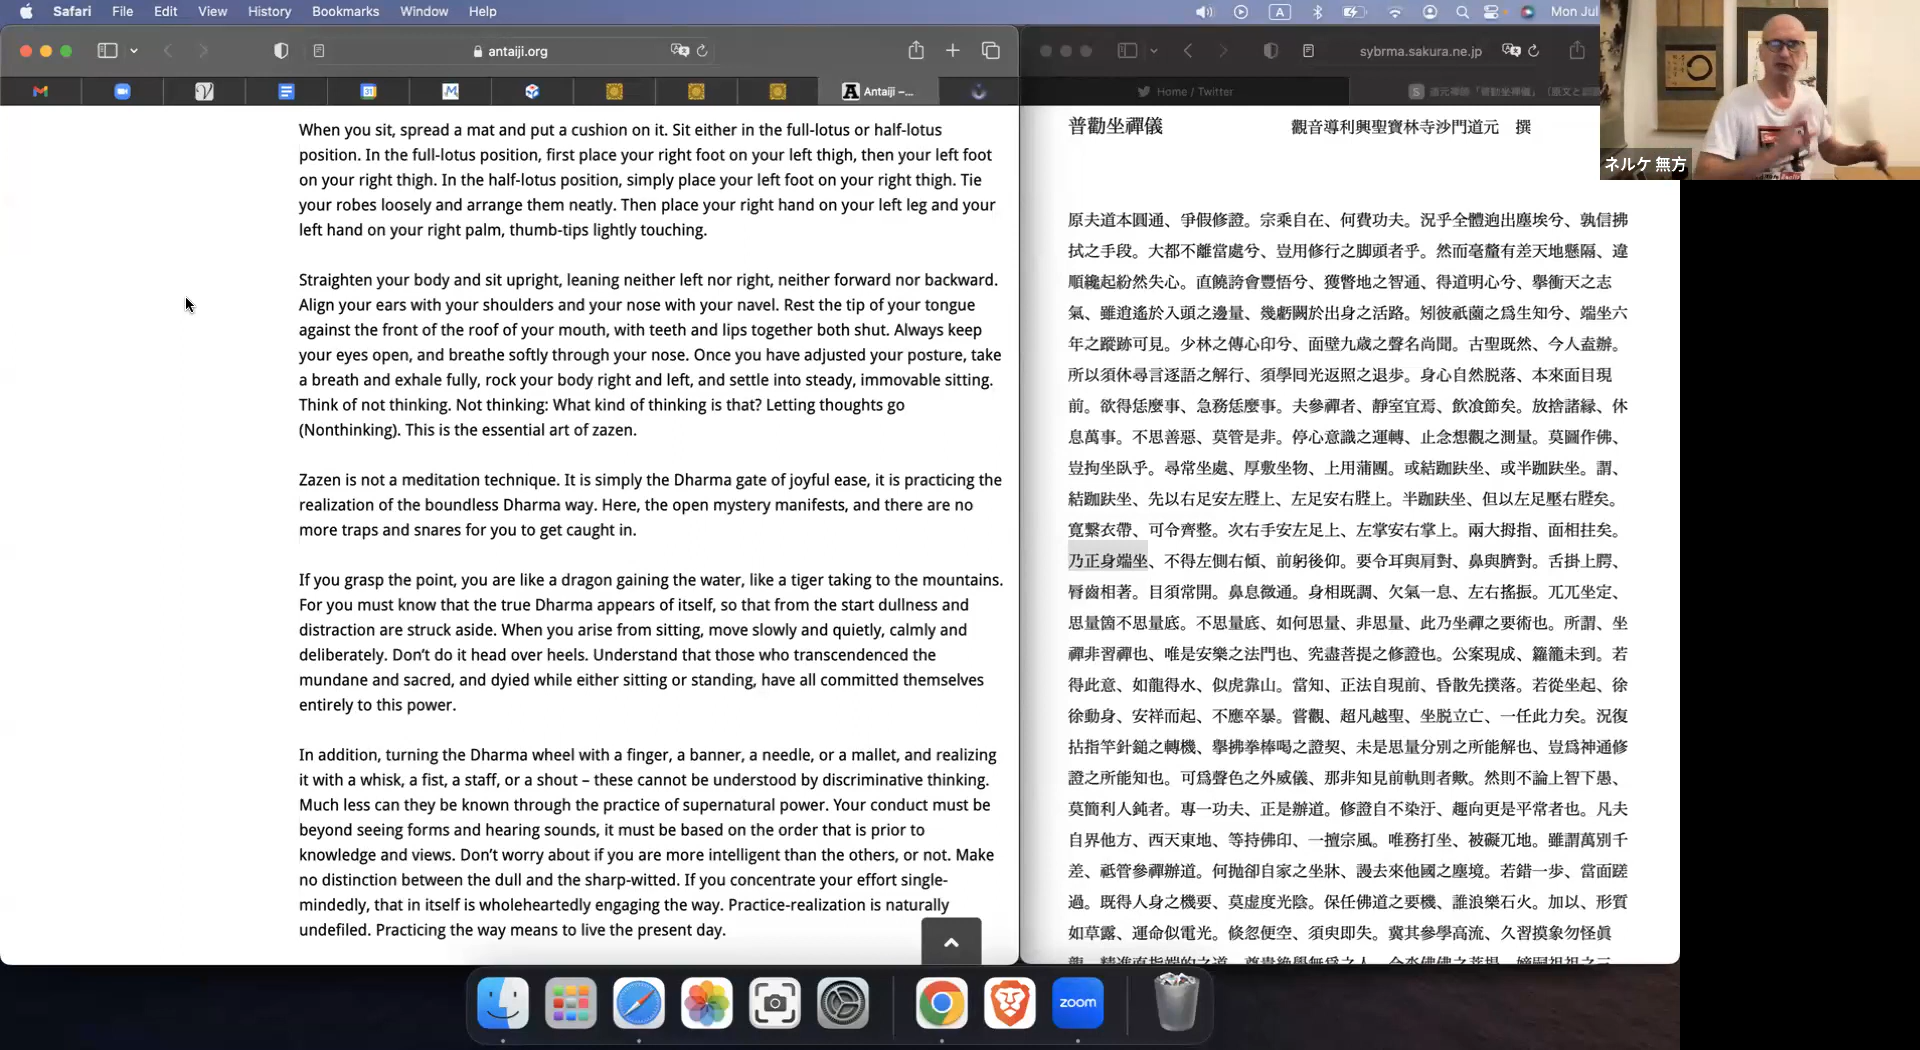 Safari File Edit View History Bookmarks Window Help
A
Mon Jul
antaiji.org
Antaiji –...
When you sit, spread a mat and put a cushion on it. Sit either in the full-lotus or half-lotus
position. In the full-lotus position, first place your right foot on your left thigh, then your left foot
on your right thigh. In the half-lotus position, simply place your left foot on your right thigh. Tie
your robes loosely and arrange them neatly. Then place your right hand on your left leg and your
left hand on your right palm, thumb-tips lightly touching.
Straighten your body and sit upright, leaning neither left nor right, neither forward nor backward.
Align your ears with your shoulders and your nose with your navel. Rest the tip of your tongue
against the front of the roof of your mouth, with teeth and lips together both shut. Always keep
your eyes open, and breathe softly through your nose. Once you have adjusted your posture, take
a breath and exhale fully, rock your body right and left, and settle into steady, immovable sitting.
Think of not thinking. Not thinking: What kind of thinking is that? Letting thoughts go
(Nonthinking). This is the essential art of zazen.
Zazen is not a meditation technique. It is simply the Dharma gate of joyful ease, it is practicing the
realization of the boundless Dharma way. Here, the open mystery manifests, and there are no
more traps and snares for you to get caught in.
If you grasp the point, you are like a dragon gaining the water, like a tiger taking to the mountains.
For you must know that the true Dharma appears of itself, so that from the start dullness and
distraction are struck aside. When you arise from sitting, move slowly and quietly, calmly and
deliberately. Don't do it head over heels. Understand that those who transcendenced the
mundane and sacred, and dyied while either sitting or standing, have all committed themselves
entirely to this power.
In addition, turning the Dharma wheel with a finger, a banner, a needle, or a mallet, and realizing
it with a whisk, a fist, a staff, or a shout – these cannot be understood by discriminative thinking.
Much less can they be known through the practice of supernatural power. Your conduct must be
beyond seeing forms and hearing sounds, it must be based on the order that is prior to
knowledge and views. Don't worry about if you are more intelligent than the others, or not. Make
no distinction between the dull and the sharp-witted. If you concentrate your effort single-
mindedly, that in itself is wholeheartedly engaging the way. Practice-realization is naturally
undefiled. Practicing the way means to live the present day.
sybrma.sakura.ne.jp
Home / Twitter
S 道元禅師「普勧坐禅儀」(原文と
普勸坐禪儀 觀音導利興聖寶林寺沙門道元 撰
原夫道本圓通、爭假修證。宗乘自在、何費功夫。況乎全體逈出塵埃兮、孰信拂
拭之手段。大都不離當處兮、豈用修行之脚頭者乎。然而毫釐有差天地懸隔、違
順纔起紛然失心。直饒誇會豐悟兮、獲瞥地之智通、得道明心兮、擧衝天之志
氣、雖逍遙於入頭之邊量、幾虧闕於出身之活路。矧彼祇薗之爲生知兮、端坐六
年之蹤跡可見。少林之傳心印兮、面壁九歳之聲名尚聞。古聖既然、今人盍辦。
所以須休尋言逐語之解行、須學囘光返照之退步。身心自然脱落、本來面目現
前。欲得恁麼事、急務恁麼事。夫參禪者、靜室宜焉、飮飡節矣。放捨諸縁、休
息萬事。不思善惡、莫管是非。停心意識之運轉、止念想觀之測量。莫圖作佛、
豈拘坐臥乎。尋常坐處、厚敷坐物、上用蒲團。或結跏趺坐、或半跏趺坐。謂、
結跏趺坐、先以右足安左䏶上、左足安右䏶上。半跏趺坐、但以左足壓右䏶矣。
寛繋衣帶、可令齊整。次右手安左足上、左掌安右掌上。兩大拇指、面相拄矣。
乃正身端坐、不得左側右傾、前躬後仰。要令耳與肩對、鼻與臍對。舌掛上腭、
脣齒相著。目須常開。鼻息微通。身相既調、欠氣一息、左右搖振。兀兀坐定、
思量箇不思量底。不思量底、如何思量、非思量、此乃坐禪之要術也。所謂、坐
禪非習禪也、唯是安樂之法門也、究盡菩提之修證也。公案現成、籮籠未到。若
得此意、如龍得水、似虎靠山。當知、正法自現前、昏散先撲落。若從坐起、徐
徐動身、安祥而起、不應卒暴。嘗觀、超凡越聖、坐脱立亡、一任此力矣。況復
拈指竿針鎚之轉機、擧拂拳棒喝之證契、未是思量分別之所能解也、豈爲神通修
證之所能知也。可爲聲色之外威儀、那非知見前軌則者歟。然則不論上智下愚、
莫簡利人鈍者。專一功夫、正是辦道。修證自不染汙、趣向更是平常者也。凡夫
自界他方、西天東地、等持佛印、一擅宗風。唯務打坐、被礙兀地。雖謂萬別千
差、祗管參禪辦道。何抛卻自家之坐牀、謾去來他國之塵境。若錯一步、當面蹉
過。既得人身之機要、莫虛度光陰。保任佛道之要機、誰浪樂石火。加以、形質
如草露、運命似電光。倐忽便空、須臾即失。冀其參學高流、久習摸象勿怪眞
龍、精進直指端的之道、尊貴絶學無爲之人、合沓佛佛之菩提、嫡嗣祖祖之三
ネルケ 無方
zoom